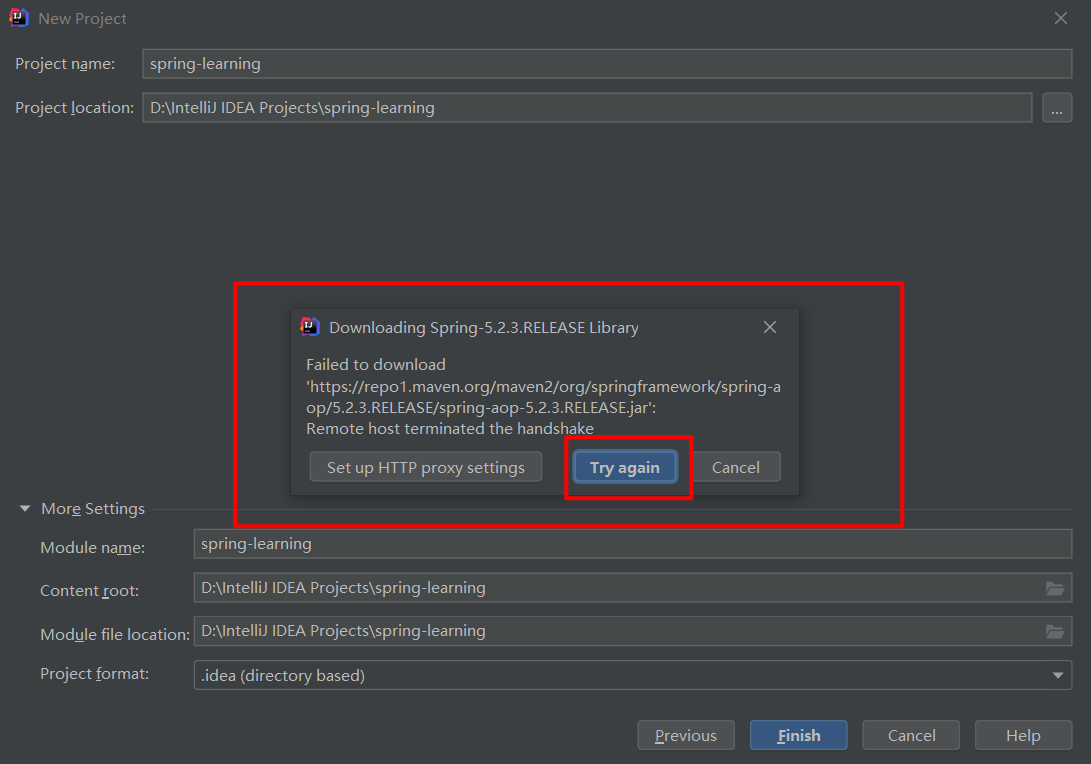 New Project
Project name:
spring-learning
Project location:
D:\IntelliJ IDEA Projects\spring-learning
...
Downloading Spring-5.2.3.RELEASE Library
Failed to download
'https://repo1.maven.org/maven2/org/springframework/spring-a
op/5.2.3.RELEASE/spring-aop-5.2.3.RELEASE.jar':
Remote host terminated the handshake
Set up HTTP proxy settings
Try again
Cancel
More Settings
Module name:
spring-learning
Content root:
D:\IntelliJ IDEA Projects\spring-learning
Module file location:
D:\IntelliJ IDEA Projects\spring-learning
Project format:
.idea (directory based)
Previous
Finish
Cancel
Help